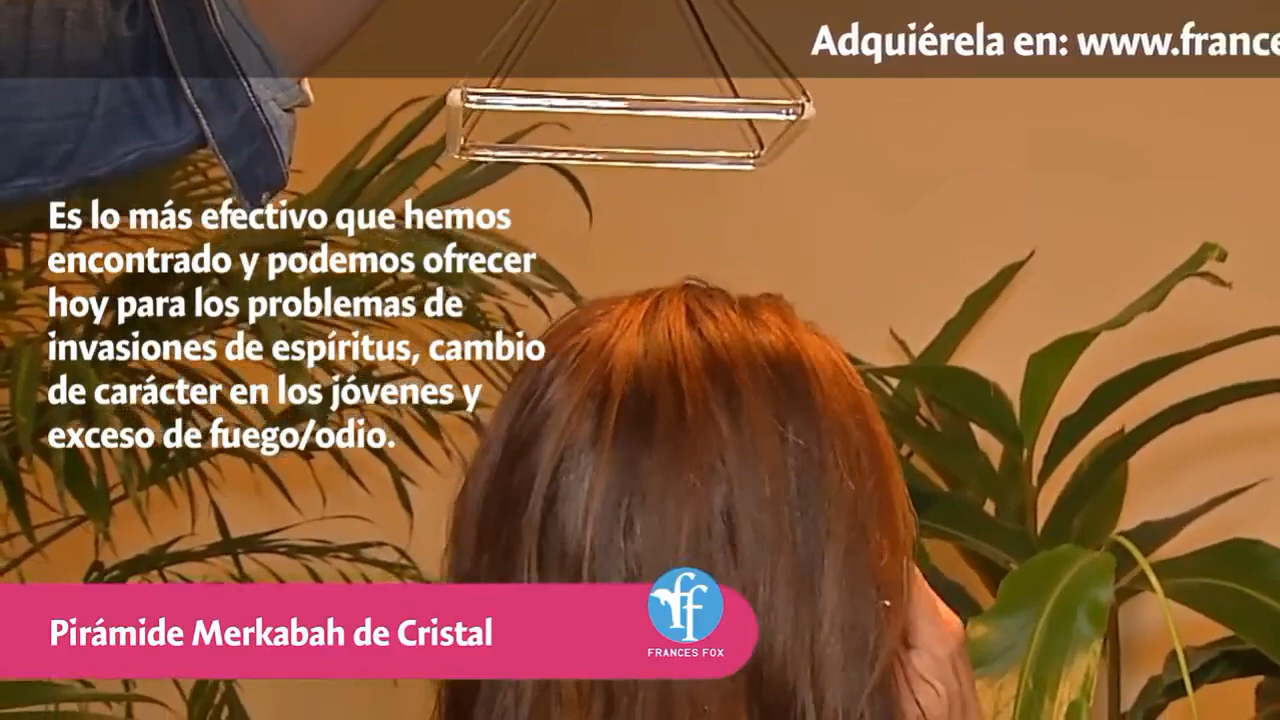 Adquiérela en: www.france
Es lo más efectivo que hemos
encontrado y podemos ofrecer
hoy para los problemas de
invasiones de espíritus, cambio
de carácter en los jóvenes y
exceso de fuego/odio.
Pirámide Merkabah de Cristal
ff
FRANCES FOX